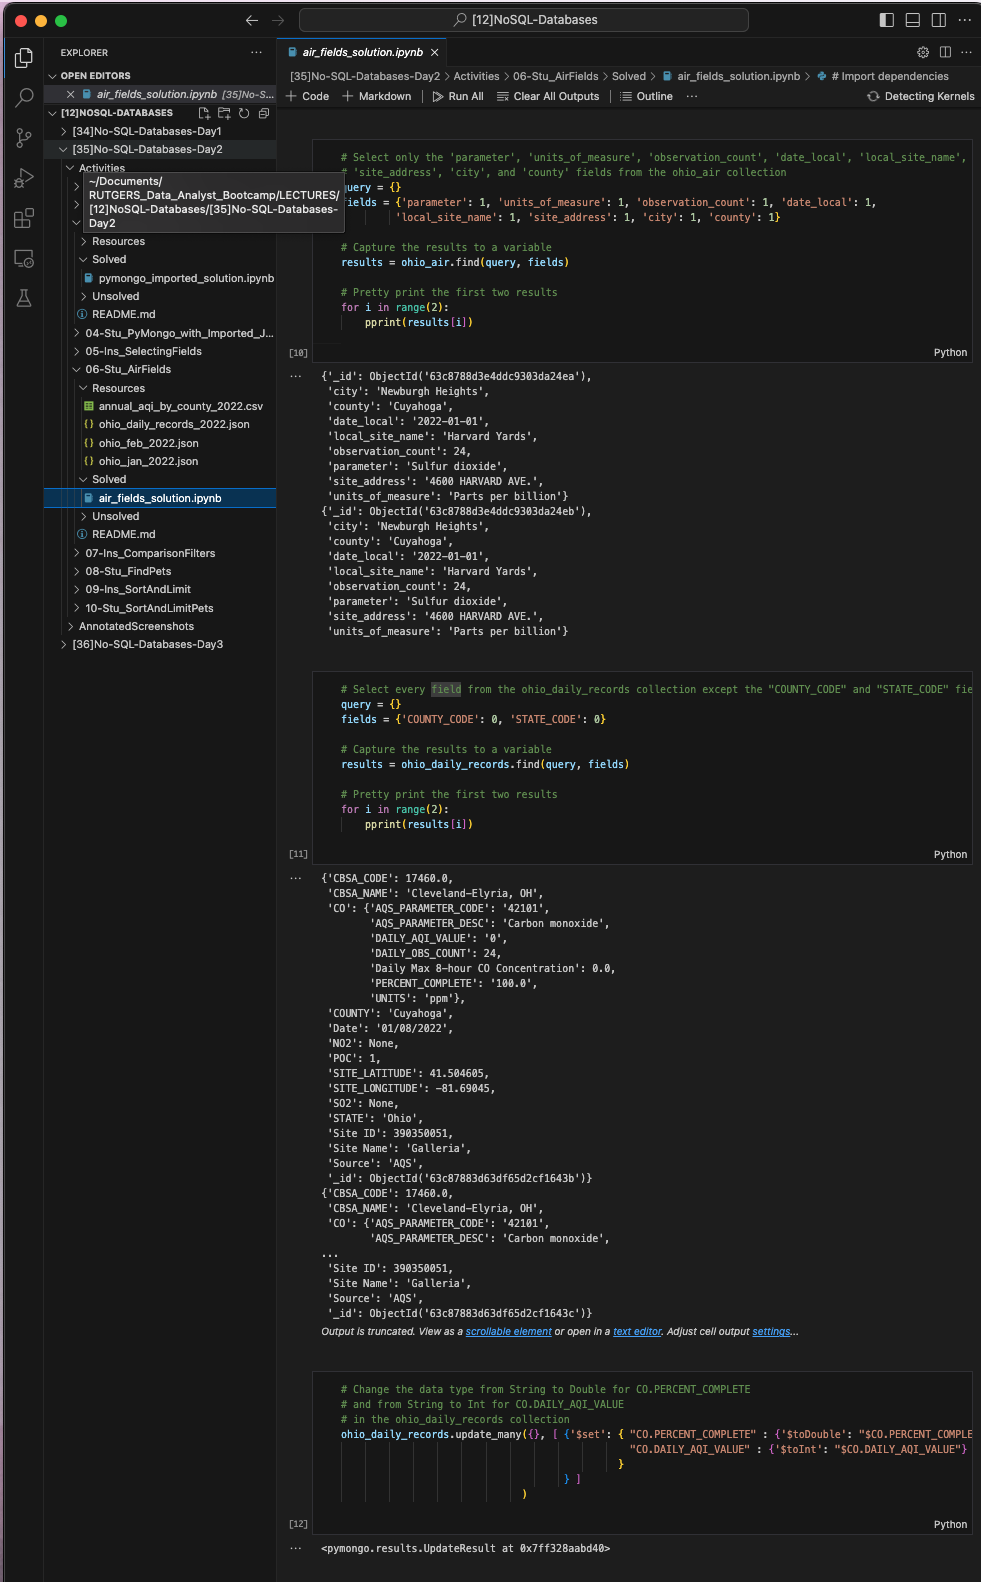 [12]NoSQL-Databases
EXPLORER
OPEN EDITORS
air_fields_solution.ipynb [35]No-S...
[12]NOSQL-DATABASES
[34]No-SQL-Databases-Day1
[35]No-SQL-Databases-Day2
Activities
~/Documents/
RUTGERS_Data_Analyst_Bootcamp/LECTURES/
[12]NoSQL-Databases/[35]No-SQL-Databases-
Day2
Resources
Solved
pymongo_imported_solution.ipynb
Unsolved
README.md
04-Stu_PyMongo_with_Imported_J...
05-Ins_SelectingFields
06-Stu_AirFields
Resources
annual_aqi_by_county_2022.csv
ohio_daily_records_2022.json
ohio_feb_2022.json
ohio_jan_2022.json
Solved
air_fields_solution.ipynb
Unsolved
README.md
07-Ins_ComparisonFilters
08-Stu_FindPets
09-Ins_SortAndLimit
10-Stu_SortAndLimitPets
AnnotatedScreenshots
[36]No-SQL-Databases-Day3
air_fields_solution.ipynb
[35]No-SQL-Databases-Day2 > Activities > 06-Stu_AirFields > Solved > air_fields_solution.ipynb > # Import dependencies
Code Markdown Run All Clear All Outputs Outline ... Detecting Kernels
# Select only the 'parameter', 'units_of_measure', 'observation_count', 'date_local', 'local_site_name',
# 'site_address', 'city', and 'county' fields from the ohio_air collection
query = {}
fields = {'parameter': 1, 'units_of_measure': 1, 'observation_count': 1, 'date_local': 1,
'local_site_name': 1, 'site_address': 1, 'city': 1, 'county': 1}
# Capture the results to a variable
results = ohio_air.find(query, fields)
# Pretty print the first two results
for i in range(2):
pprint(results[i])
[10]
Python
{'_id': ObjectId('63c8788d3e4ddc9303da24ea'),
'city': 'Newburgh Heights',
'county': 'Cuyahoga',
'date_local': '2022-01-01',
'local_site_name': 'Harvard Yards',
'observation_count': 24,
'parameter': 'Sulfur dioxide',
'site_address': '4600 HARVARD AVE.',
'units_of_measure': 'Parts per billion'}
{'_id': ObjectId('63c8788d3e4ddc9303da24eb'),
'city': 'Newburgh Heights',
'county': 'Cuyahoga',
'date_local': '2022-01-01',
'local_site_name': 'Harvard Yards',
'observation_count': 24,
'parameter': 'Sulfur dioxide',
'site_address': '4600 HARVARD AVE.',
'units_of_measure': 'Parts per billion'}
# Select every field from the ohio_daily_records collection except the "COUNTY_CODE" and "STATE_CODE" fie
query = {}
fields = {'COUNTY_CODE': 0, 'STATE_CODE': 0}
# Capture the results to a variable
results = ohio_daily_records.find(query, fields)
# Pretty print the first two results
for i in range(2):
pprint(results[i])
[11]
Python
{'CBSA_CODE': 17460.0,
'CBSA_NAME': 'Cleveland-Elyria, OH',
'CO': {'AQS_PARAMETER_CODE': '42101',
'AQS_PARAMETER_DESC': 'Carbon monoxide',
'DAILY_AQI_VALUE': '0',
'DAILY_OBS_COUNT': 24,
'Daily Max 8-hour CO Concentration': 0.0,
'PERCENT_COMPLETE': '100.0',
'UNITS': 'ppm'},
'COUNTY': 'Cuyahoga',
'Date': '01/08/2022',
'NO2': None,
'POC': 1,
'SITE_LATITUDE': 41.504605,
'SITE_LONGITUDE': -81.69045,
'SO2': None,
'STATE': 'Ohio',
'Site ID': 390350051,
'Site Name': 'Galleria',
'Source': 'AQS',
'_id': ObjectId('63c87883d63df65d2cf1643b')}
{'CBSA_CODE': 17460.0,
'CBSA_NAME': 'Cleveland-Elyria, OH',
'CO': {'AQS_PARAMETER_CODE': '42101',
'AQS_PARAMETER_DESC': 'Carbon monoxide',
...
'Site ID': 390350051,
'Site Name': 'Galleria',
'Source': 'AQS',
'_id': ObjectId('63c87883d63df65d2cf1643c')}
Output is truncated. View as a scrollable element or open in a text editor. Adjust cell output settings...
# Change the data type from String to Double for CO.PERCENT_COMPLETE
# and from String to Int for CO.DAILY_AQI_VALUE
# in the ohio_daily_records collection
ohio_daily_records.update_many({}, [ {'$set': { "CO.PERCENT_COMPLETE" : {'$toDouble': "$CO.PERCENT_COMPLE
"CO.DAILY_AQI_VALUE" : {'$toInt': "$CO.DAILY_AQI_VALUE"}
}
} ]
)
[12]
Python
<pymongo.results.UpdateResult at 0x7ff328aabd40>